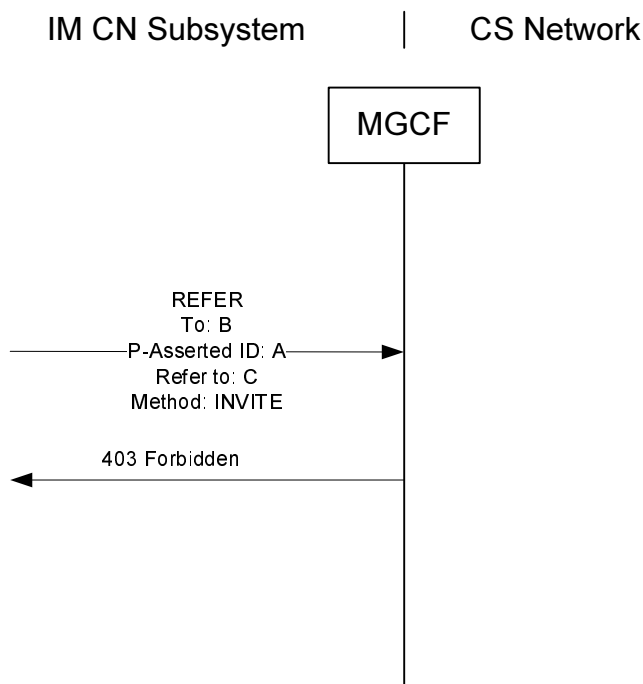 IM CN Subsystem | CS Network
MGCF
REFER
To: B
P-Asserted ID: A
Refer to: C
Method: INVITE
403 Forbidden